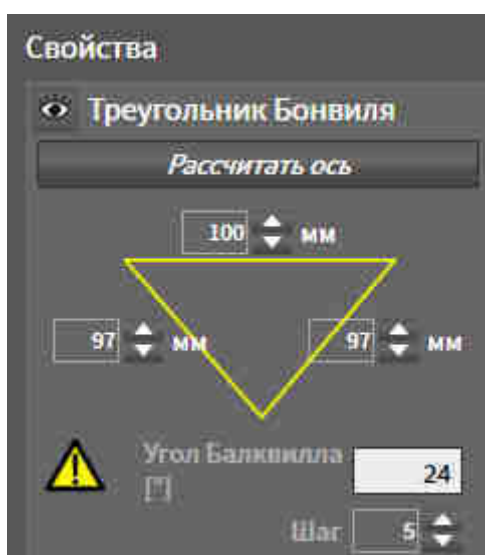 Свойства
Треугольник Бонвиля
Рассчитать ось
100 мм
97 мм 97 мм
Угол Балквилла 24
Шаг 5